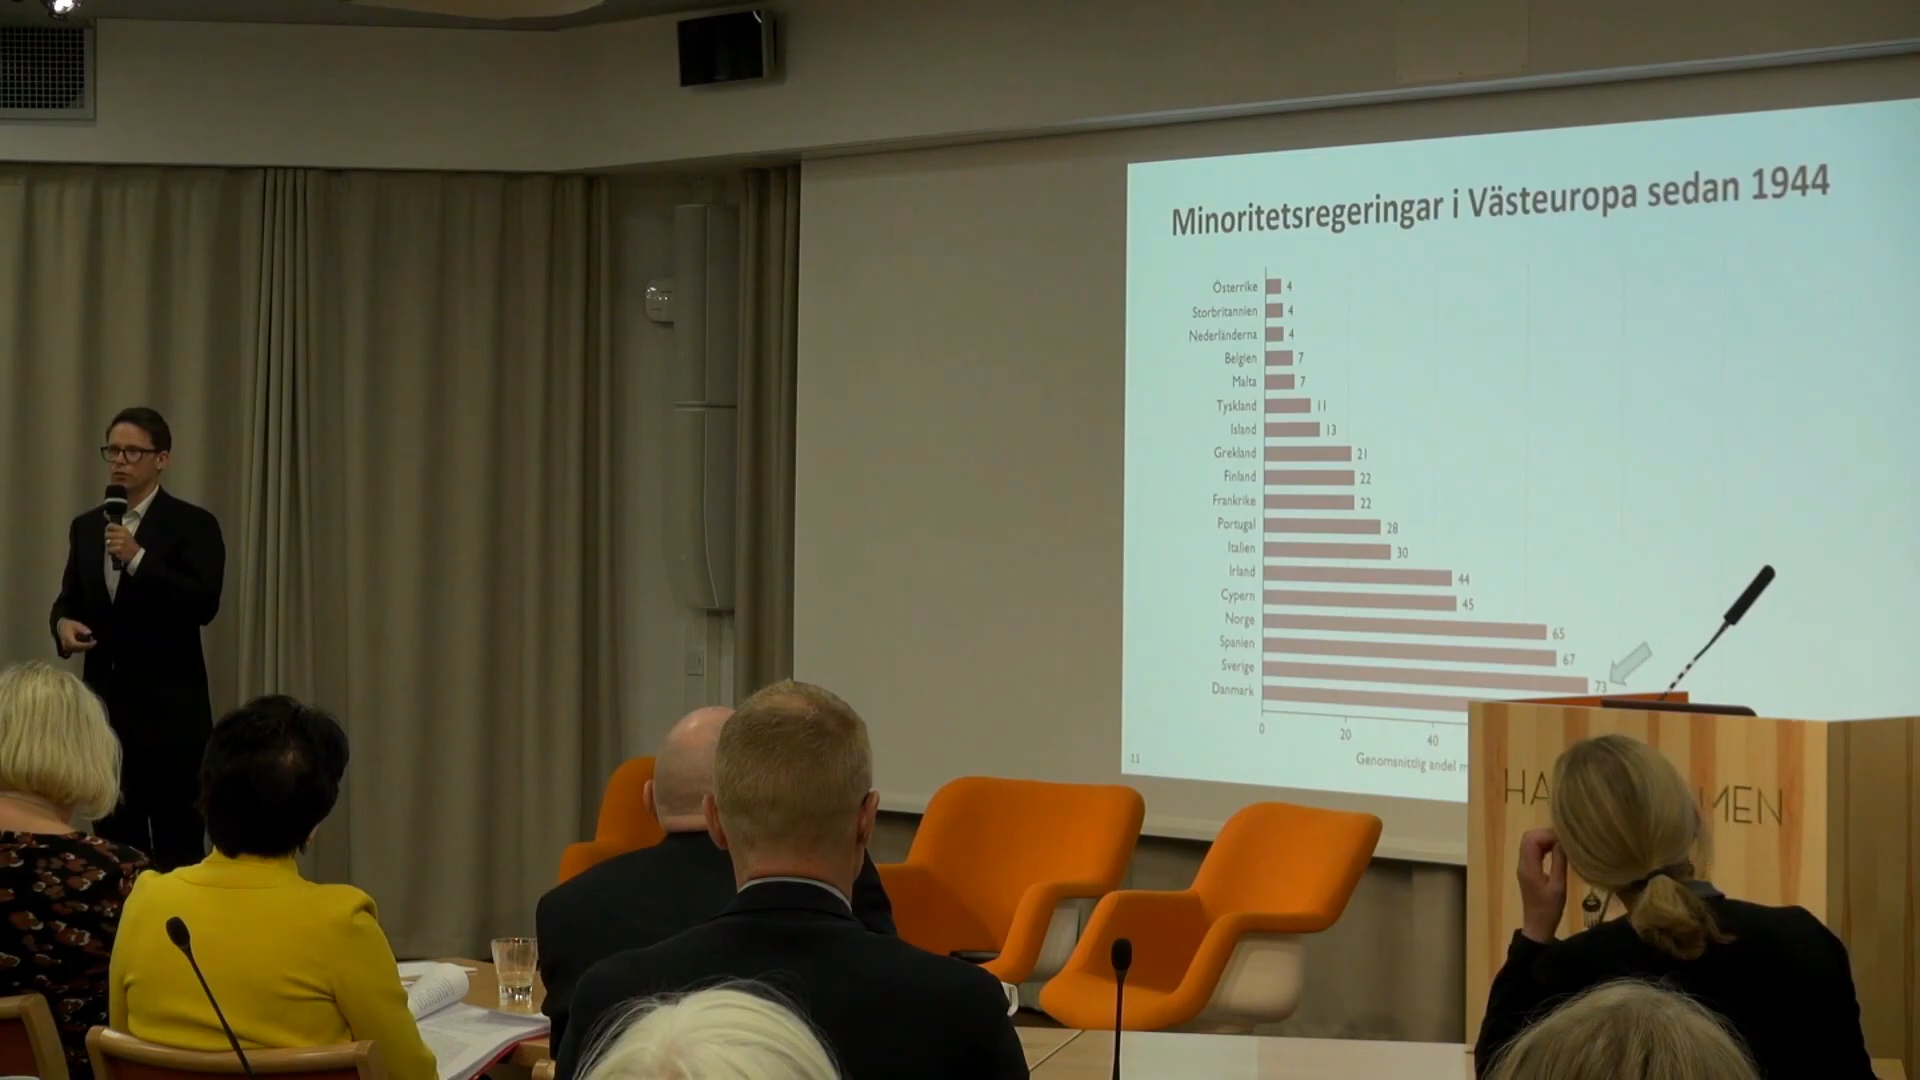 Minoritetsregeringar i Västeuropa sedan 1944
Österrike 4
Storbritannien 4
Nederländerna 4
Belgien 7
Malta 7
Tyskland 11
Island 13
Grekland 21
Finland 22
Frankrike 22
Portugal 28
Italien 30
Irland 44
Cypern 45
Norge 65
Spanien 67
Sverige 73
Danmark
0 20 40
Genomsnittlig andel m
11
HA MEN